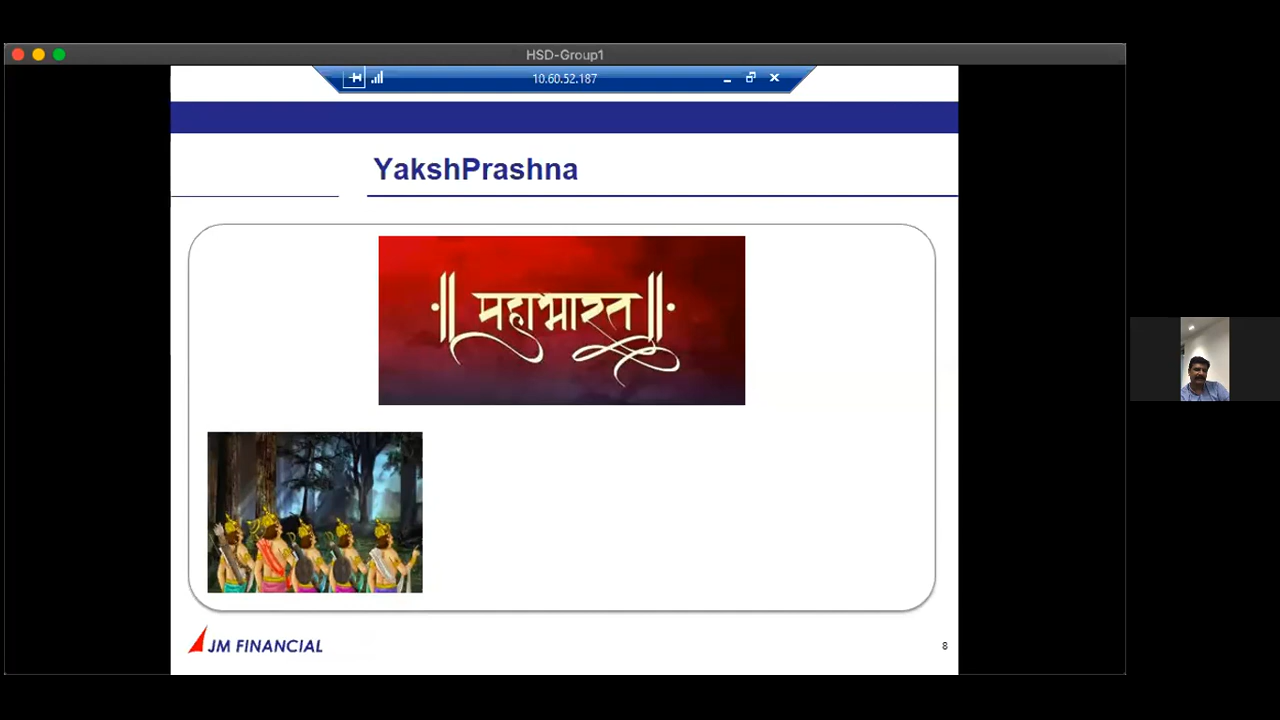 HSD-Group1
10.60.52.187
YakshPrashna
॥ महाभारत ॥
JM FINANCIAL
8